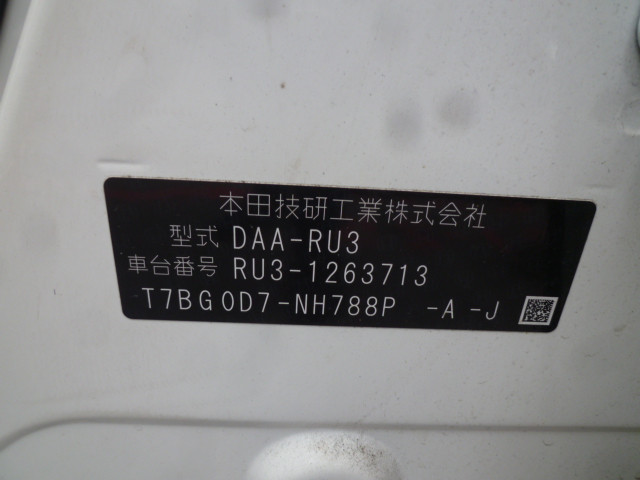 本田技研工業株式会社
型式 DAA-RU3
車台番号 RU3-1263713
T7BG0D7-NH788P -A-J